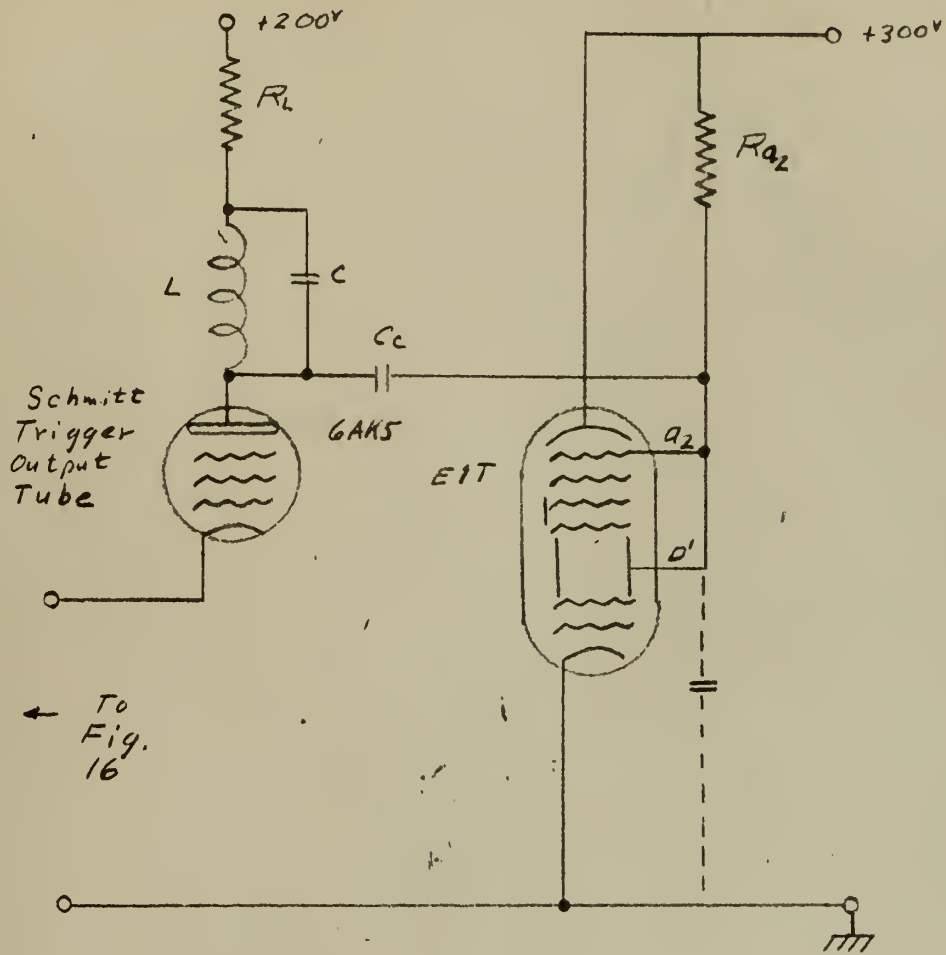 +200v
+300v
RL
Ra2
L
C
Cc
Schmitt
Trigger
Output
Tube
6AK5
E1T
a2
D'
To
Fig.
16